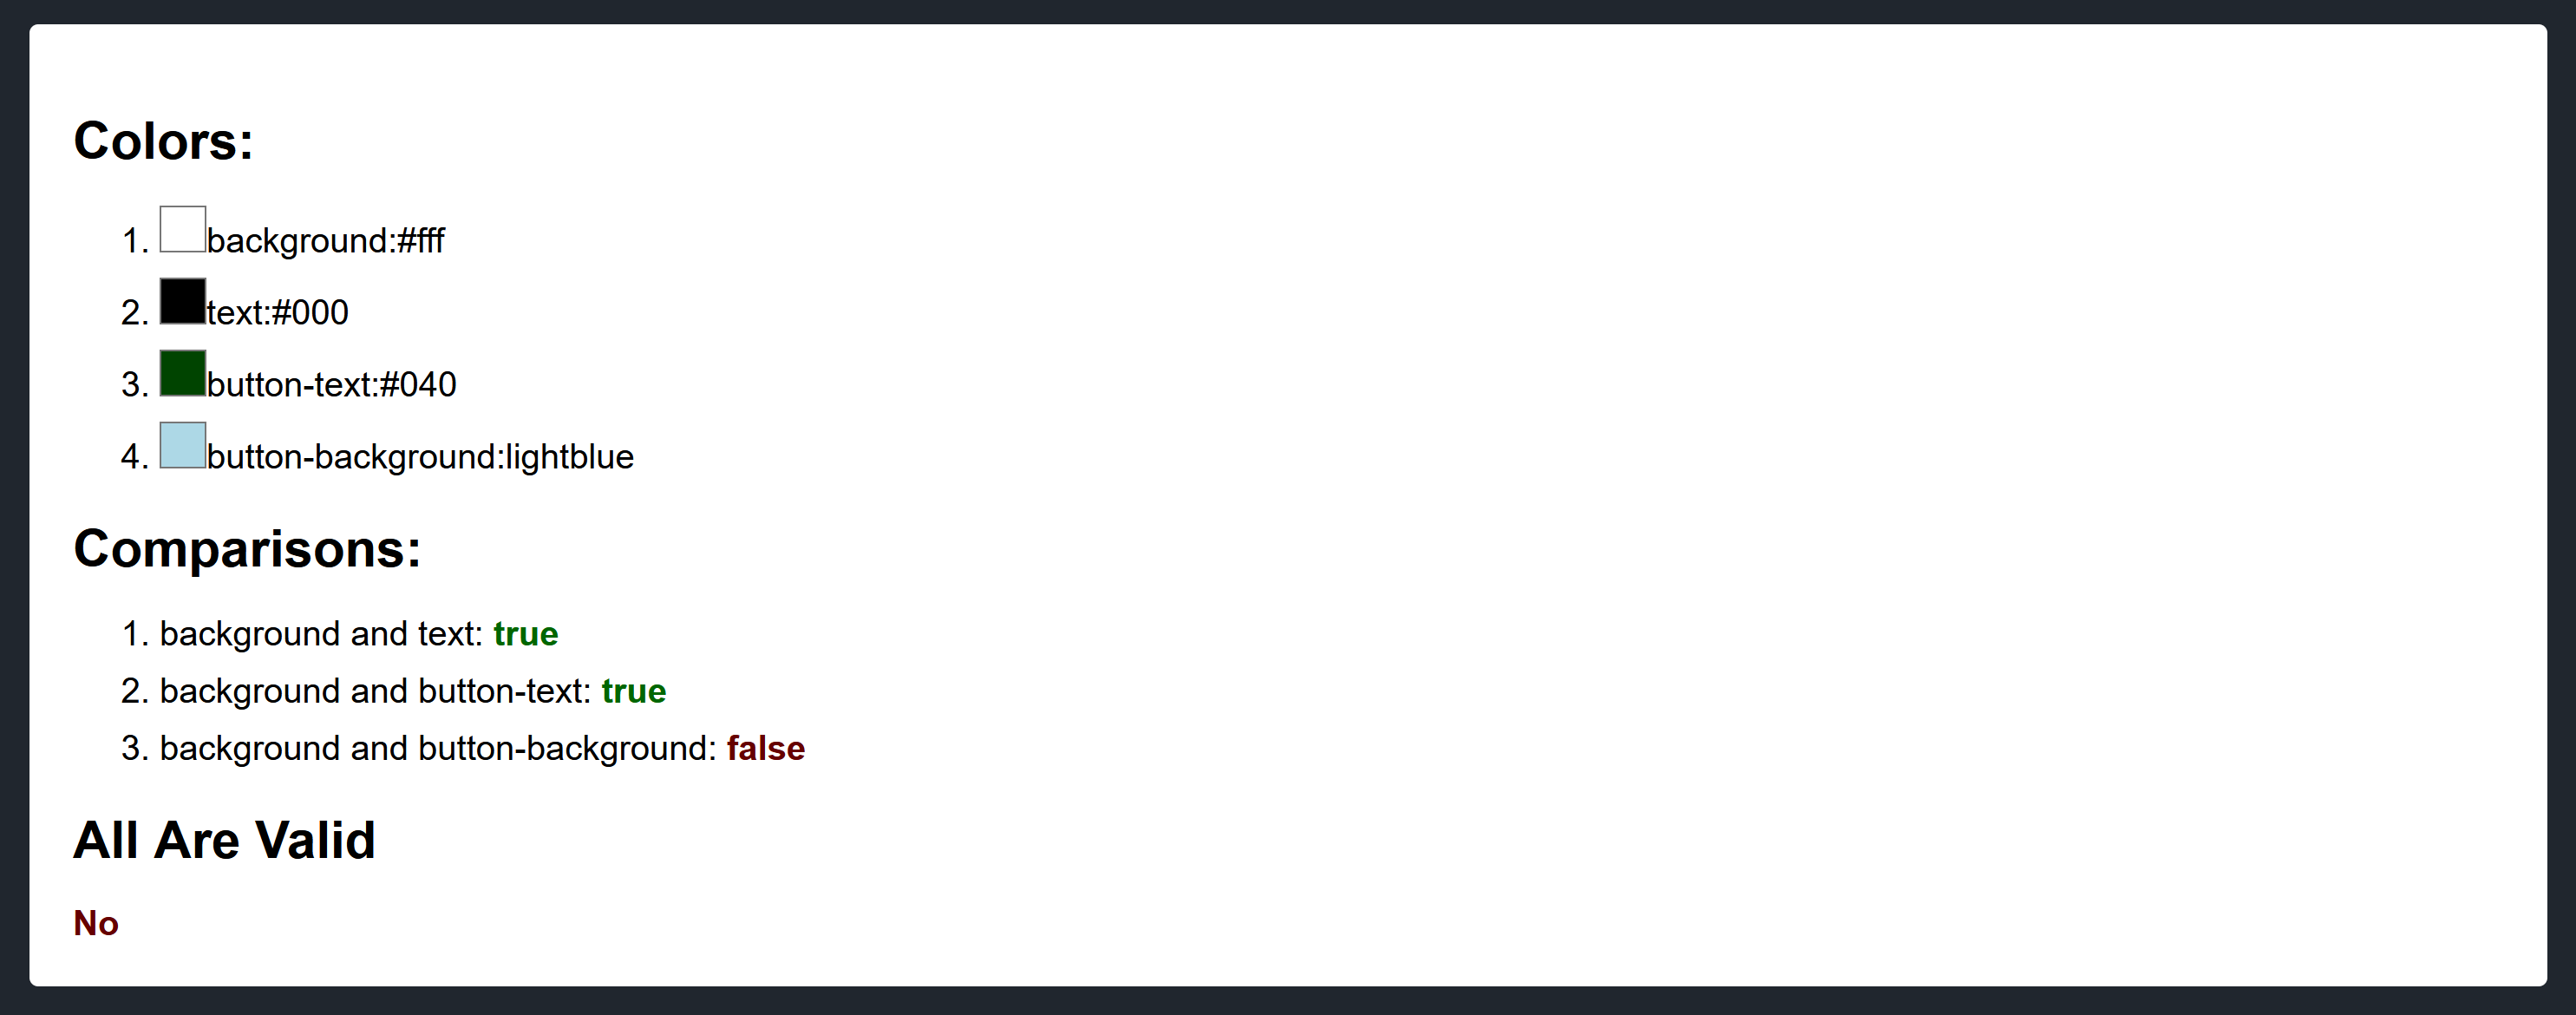 Colors:
1. background:#fff
2. text:#000
3. button-text:#040
4. button-background:lightblue
Comparisons:
1. background and text: true
2. background and button-text: true
3. background and button-background: false
All Are Valid
No